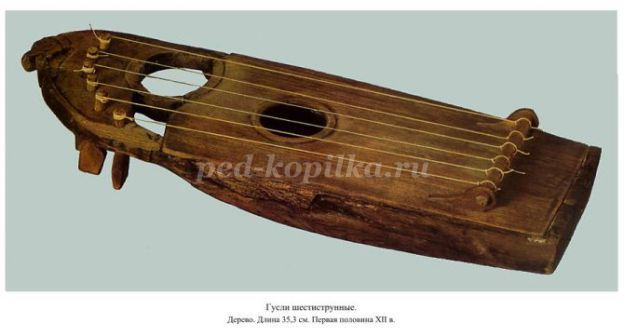 ped-kopilka.ru
Гусли шестиструнные.
Дерево. Длина 35,3 см. Первая половина XII в.